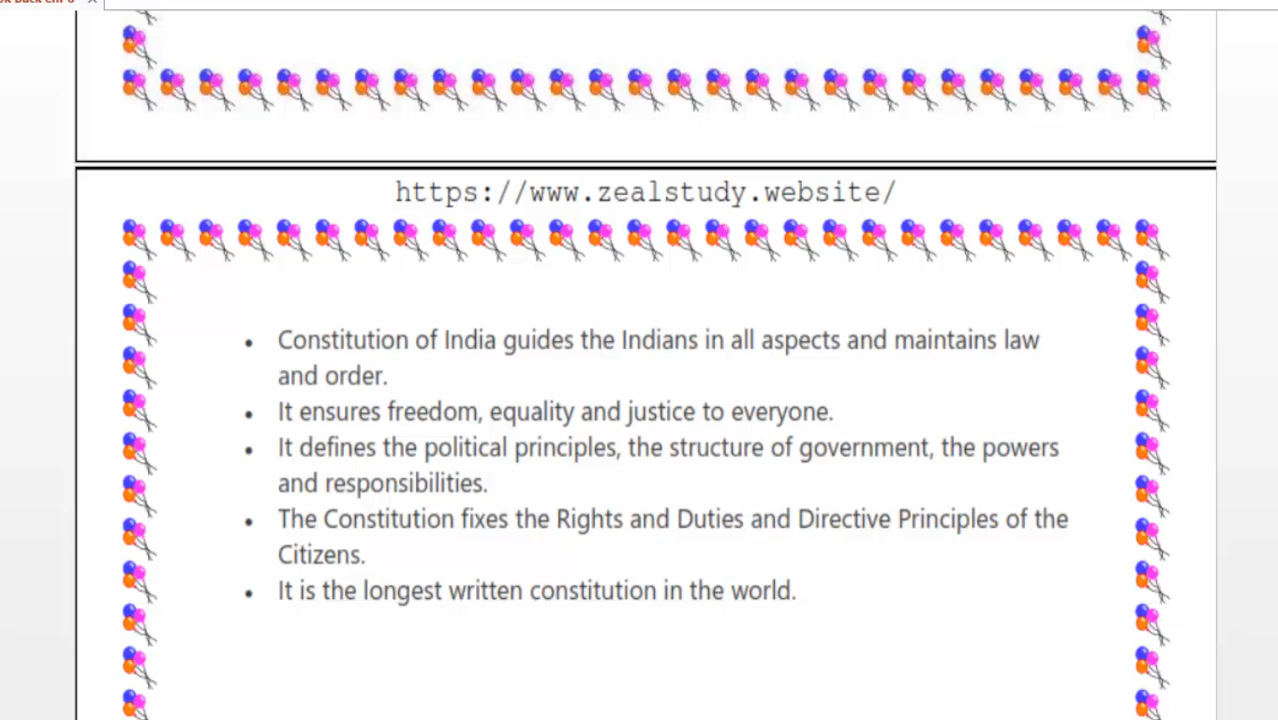 https://www.zealstudy.website/
• Constitution of India guides the Indians in all aspects and maintains law
and order.
• It ensures freedom, equality and justice to everyone.
• It defines the political principles, the structure of government, the powers
and responsibilities.
• The Constitution fixes the Rights and Duties and Directive Principles of the
Citizens.
• It is the longest written constitution in the world.